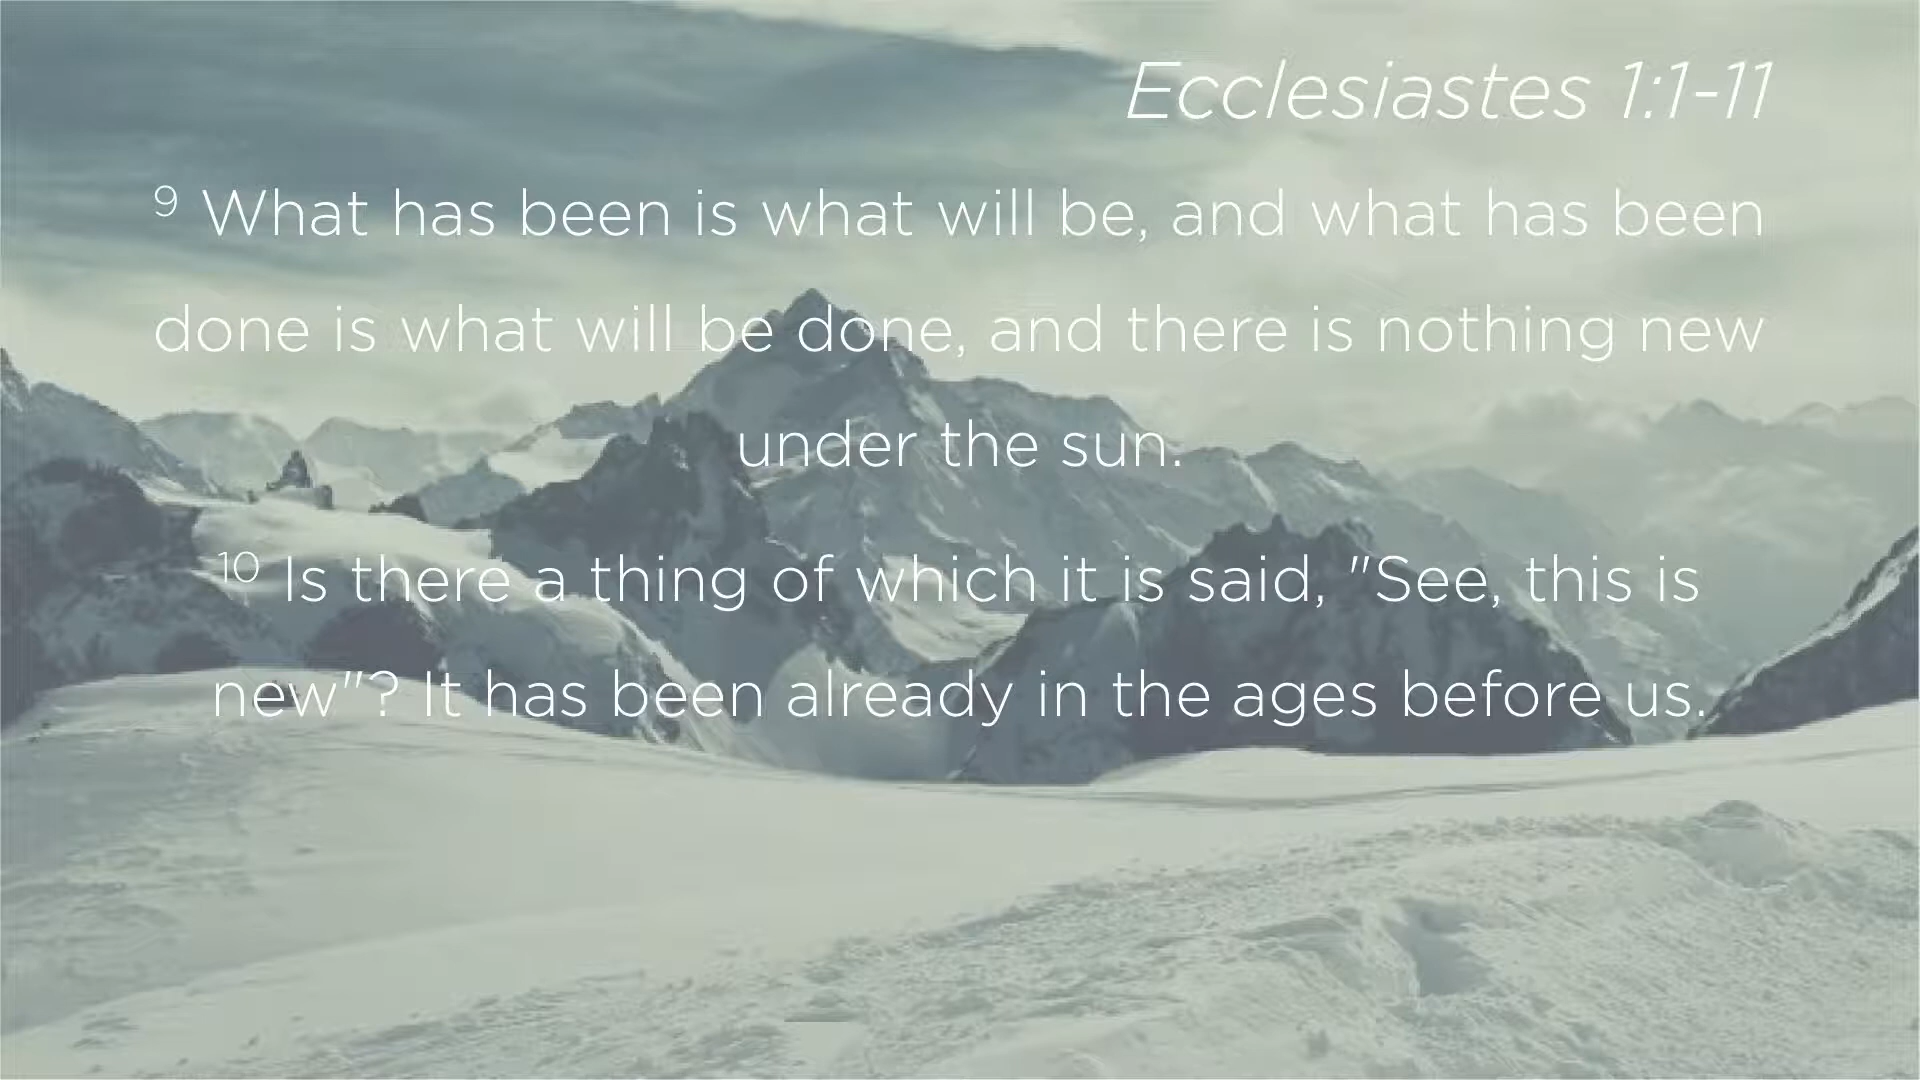 Ecclesiastes 1:1-11
9 What has been is what will be, and what has been
done is what will be done, and there is nothing new
under the sun.
10 Is there a thing of which it is said, "See, this is
new"? It has been already in the ages before us.